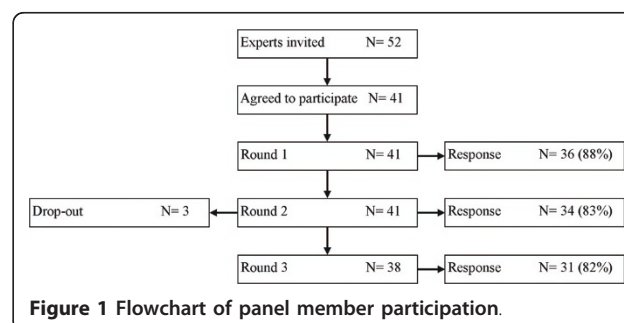 Experts invited N= 52
Agreed to participate N= 41
Round 1 N= 41 Response N= 36 (88%)
Drop-out N= 3 Round 2 N= 41 Response N= 34 (83%)
Round 3 N= 38 Response N= 31 (82%)
Figure 1 Flowchart of panel member participation.